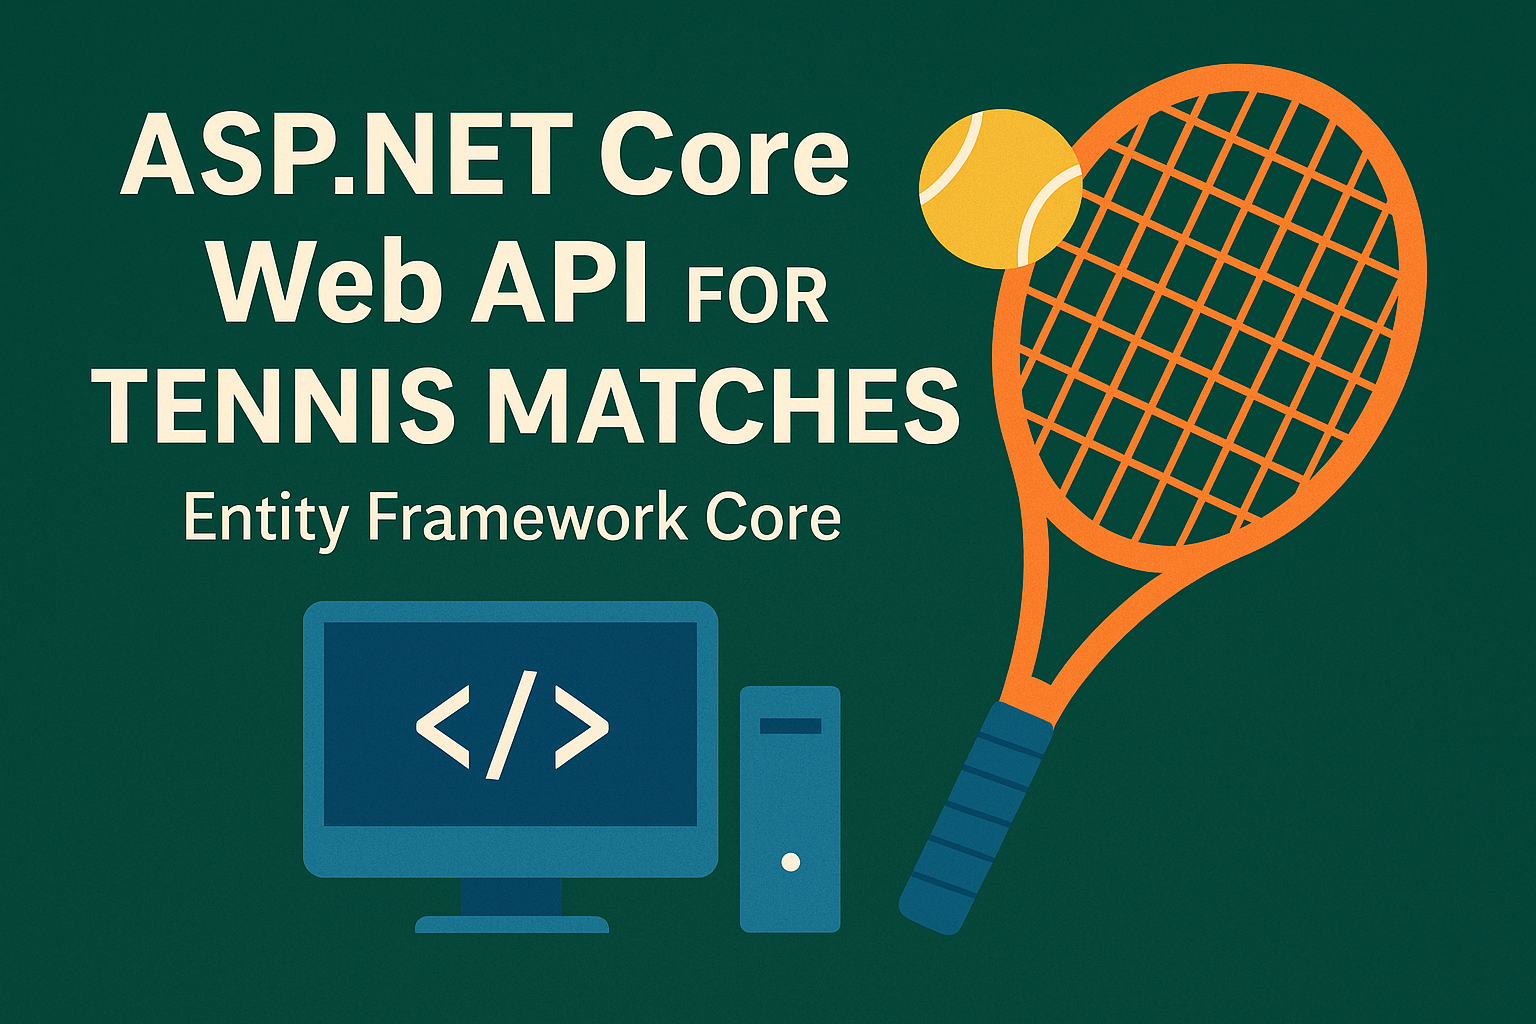 ASP.NET Core
Web API FOR
TENNIS MATCHES
Entity Framework Core
</>